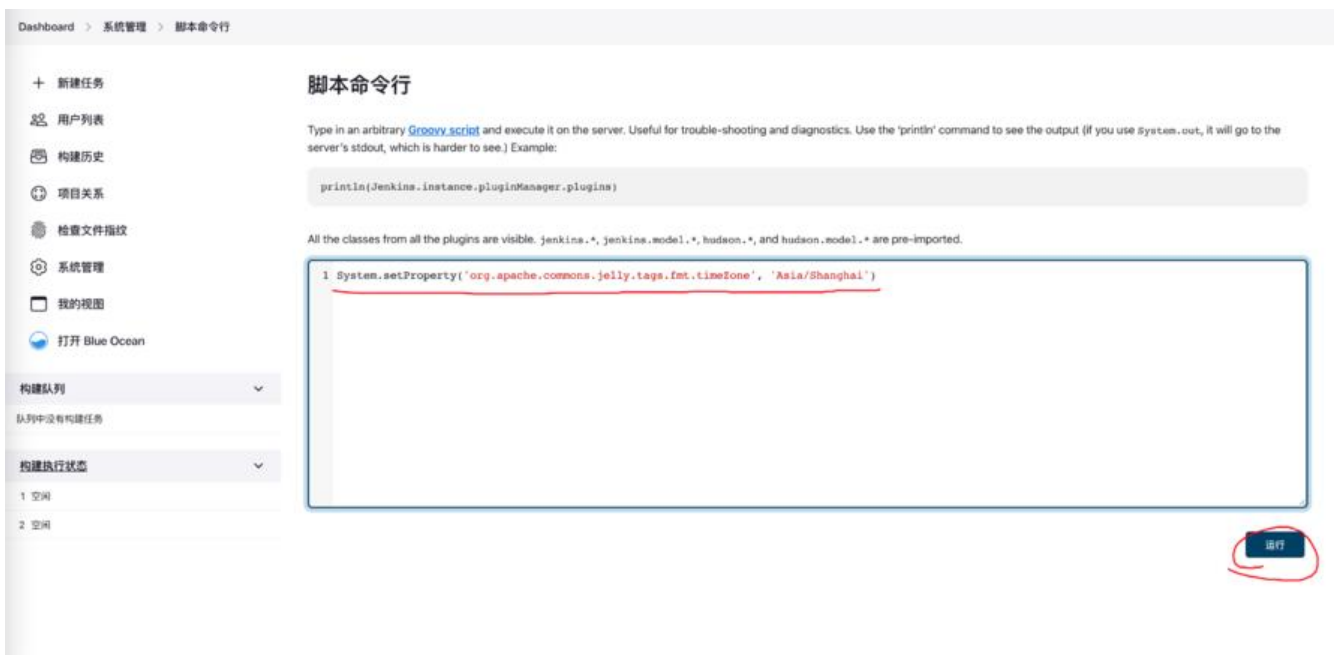 Dashboard > 系统管理 > 脚本命令行
新建任务
用户列表
构建历史
项目关系
检查文件指纹
系统管理
我的视图
打开 Blue Ocean
构建队列
队列中没有构建任务
构建执行状态
1 空闲
2 空闲
脚本命令行
Type in an arbitrary Groovy script and execute it on the server. Useful for trouble-shooting and diagnostics. Use the 'println' command to see the output (if you use System.out, it will go to the
server's stdout, which is harder to see.) Example:
println(Jenkins.instance.pluginManager.plugins)
All the classes from all the plugins are visible. jenkins.*, jenkins.model.*, hudson.*, and hudson.model.* are pre-imported.
1 System.setProperty('org.apache.commons.jelly.tags.fmt.timeZone', 'Asia/Shanghai')
运行